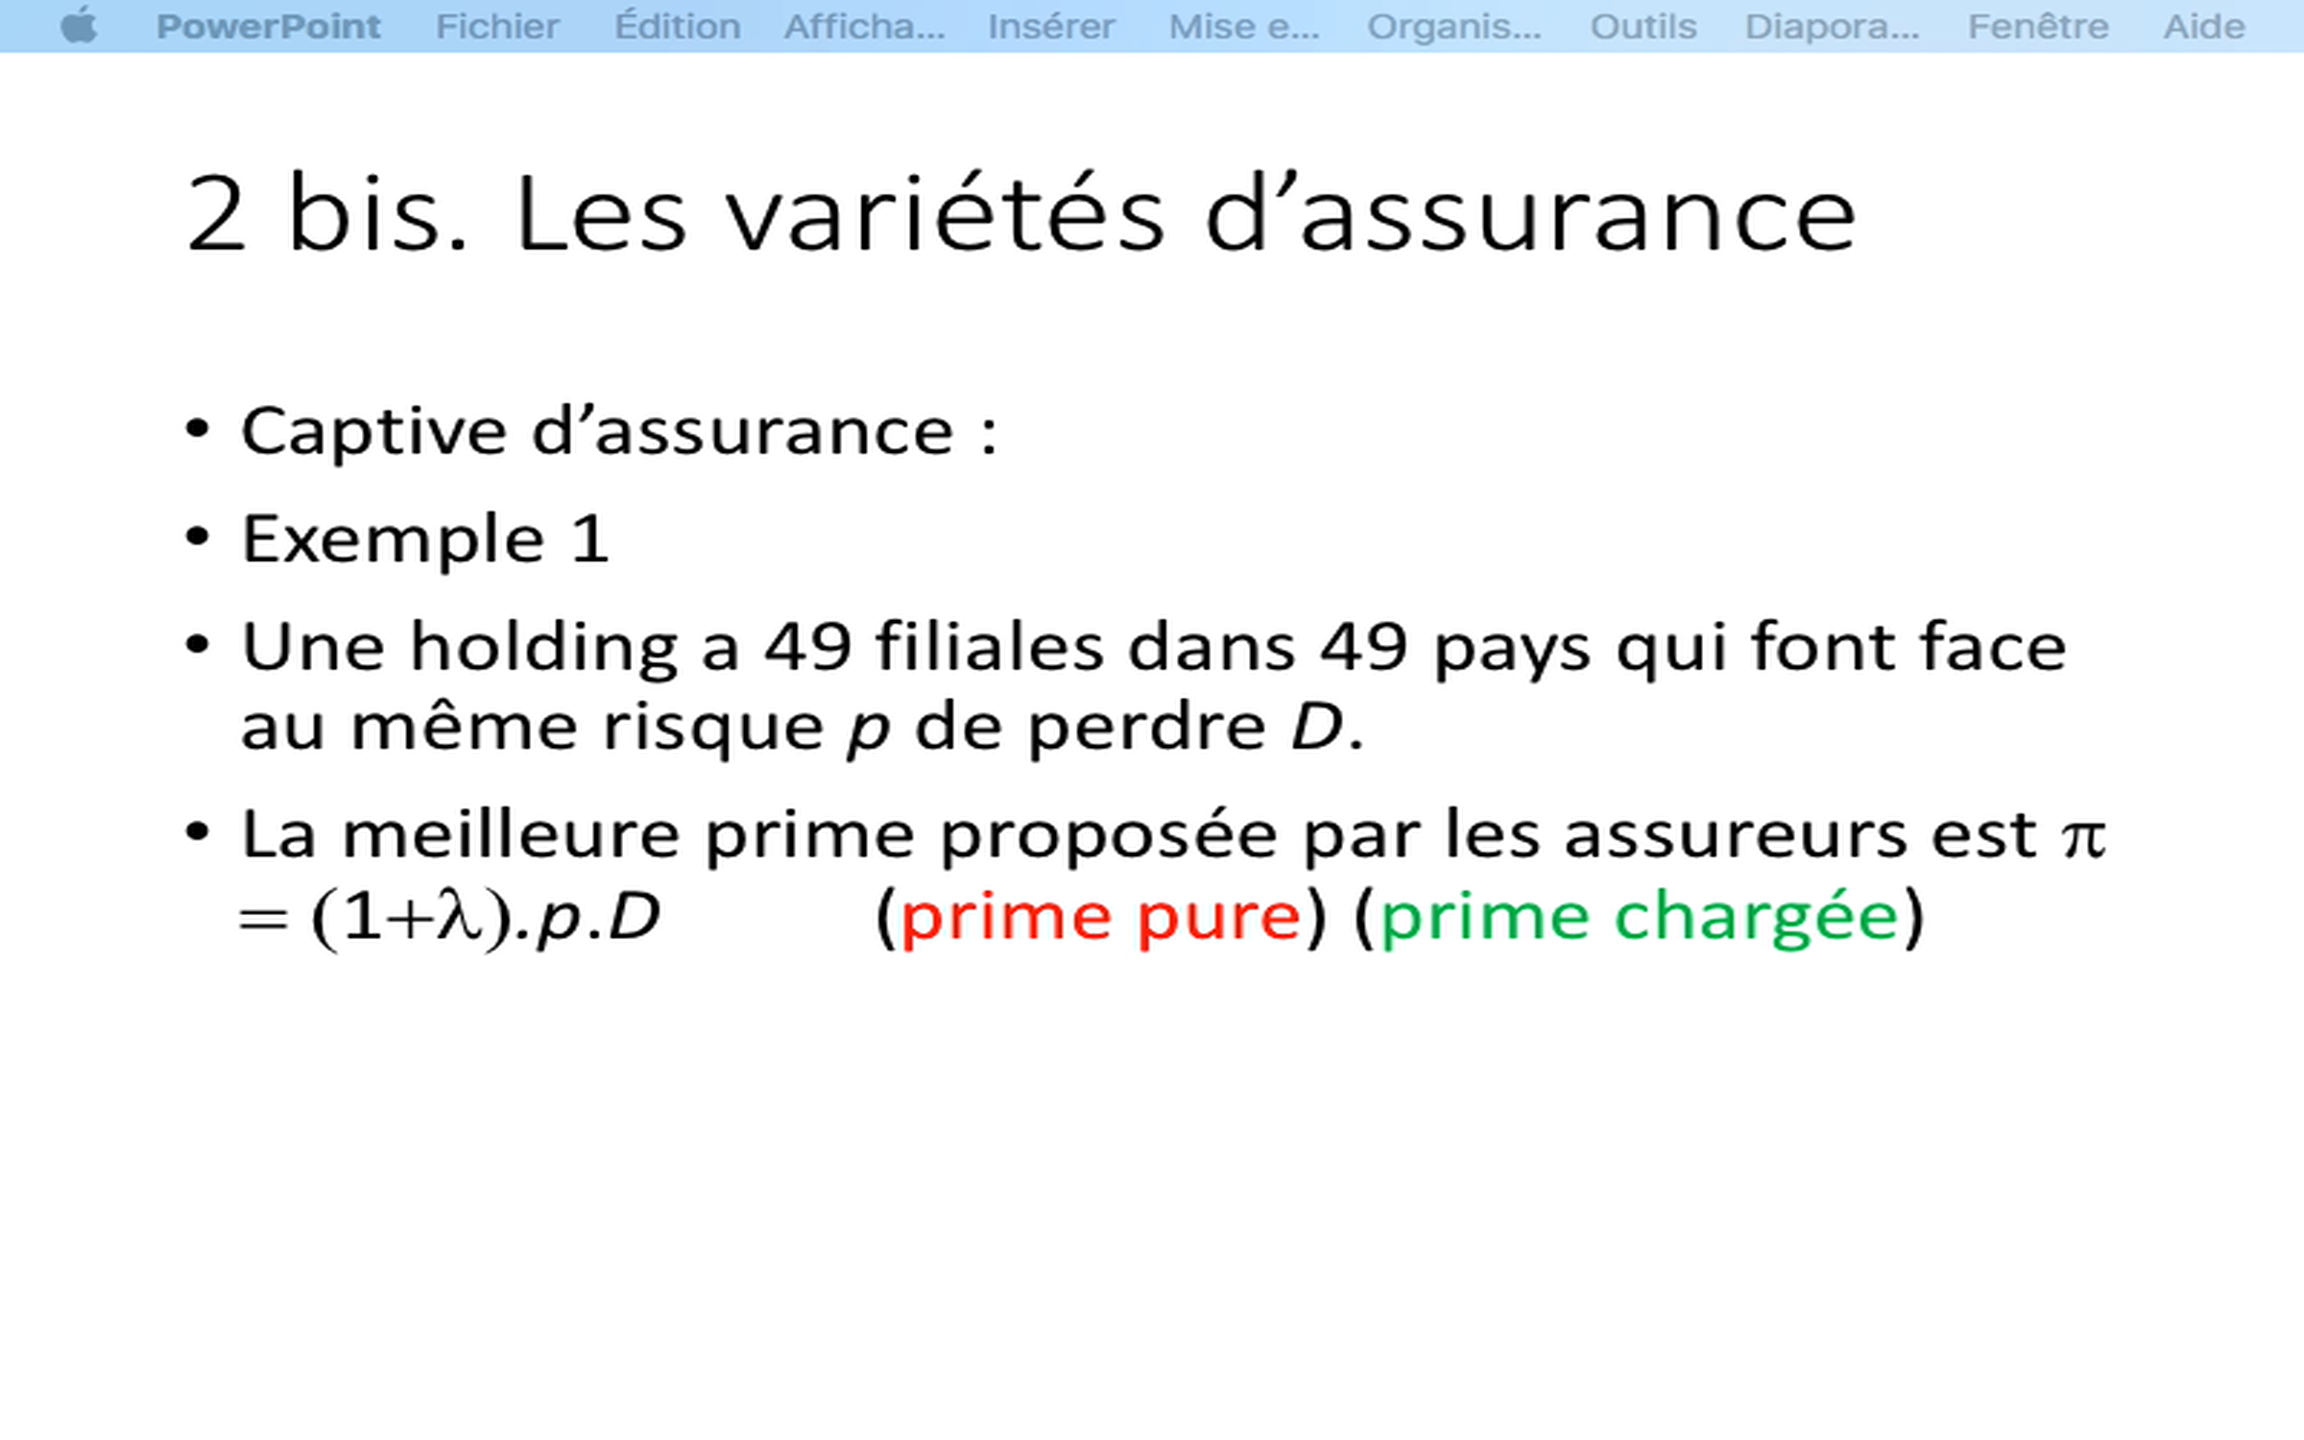 PowerPoint Fichier Édition Afficha... Insérer Mise e... Organis... Outils Diapora... Fenêtre Aide
2 bis. Les variétés d’assurance
• Captive d’assurance :
• Exemple 1
• Une holding a 49 filiales dans 49 pays qui font face
au même risque p de perdre D.
• La meilleure prime proposée par les assureurs est π
= (1+λ).p.D (prime pure) (prime chargée)